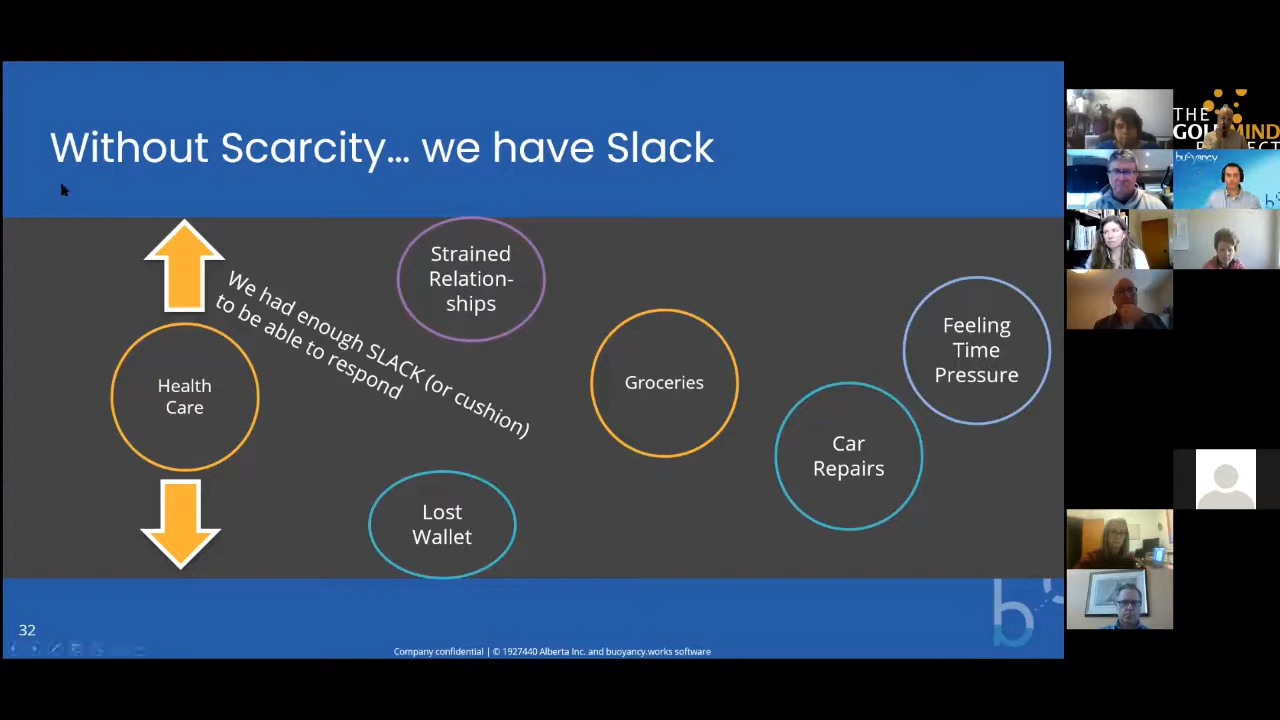 Without Scarcity... we have Slack
Strained
Relation-
ships
We had enough SLACK (or cushion)
to be able to respond
Health
Care
Groceries
Feeling
Time
Pressure
Car
Repairs
Lost
Wallet
32
Company confidential | © 1927440 Alberta Inc. and buoyancy.works software
b
THE
buoyancy